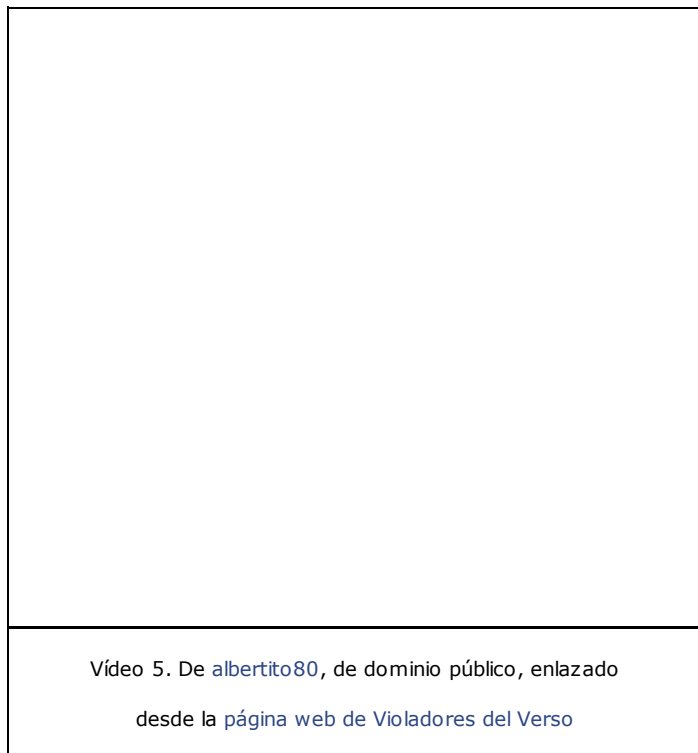 Vídeo 5. De albertito80, de dominio público, enlazado
desde la página web de Violadores del Verso